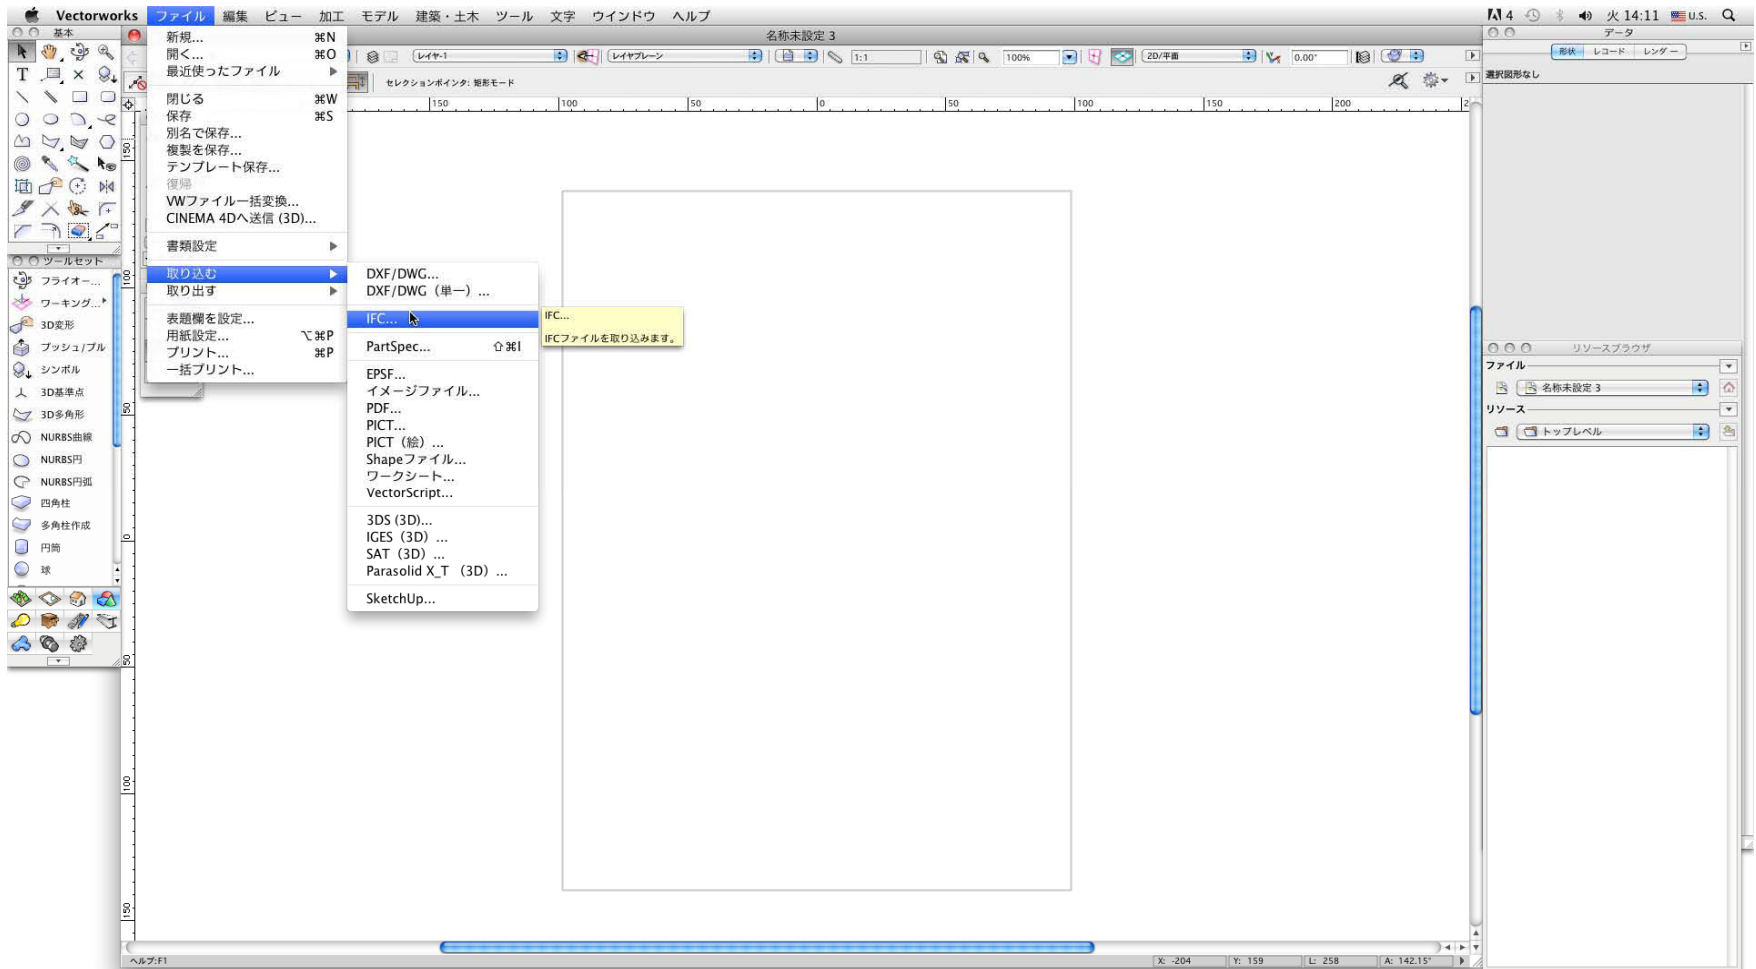 Vectorworks ファイル 編集 ビュー 加工 モデル 建築・土木 ツール 文字 ウインドウ ヘルプ
4 火 14:11 U.S.
基本
名称未設定 3
データ
新規... ⌘N
開く... ⌘O
最近使ったファイル
閉じる ⌘W
保存 ⌘S
別名で保存...
複製を保存...
テンプレート保存...
復帰
VWファイル一括変換...
CINEMA 4Dへ送信 (3D)...
書類設定
取り込む
取り出す
表題欄を設定...
用紙設定... ⌥⌘P
プリント... ⌘P
一括プリント...
DXF/DWG...
DXF/DWG（単一）...
IFC...
PartSpec... ⇧⌘I
EPSF...
イメージファイル...
PDF...
PICT...
PICT（絵）...
Shapeファイル...
ワークシート...
VectorScript...
3DS (3D)...
IGES（3D）...
SAT（3D）...
Parasolid X_T （3D）...
SketchUp...
IFC...
IFCファイルを取り込みます。
レイヤ-1
レイヤプレーン
1:1
100%
2D/平面
0.00°
セレクションポインタ: 矩形モード
150 100 50 0 50 100 150 200 2
150
100
50
0
50
100
150
ツールセット
フライオー...
ワーキング...
3D変形
プッシュ/プル
シンボル
3D基準点
3D多角形
NURBS曲線
NURBS円
NURBS円弧
四角柱
多角柱作成
円筒
球
形状 レコード レンダー
選択図形なし
リソースブラウザ
ファイル
名称未設定 3
リソース
トップレベル
ヘルプ:F1
X: -204 Y: 159 L: 258 A: 142.15°